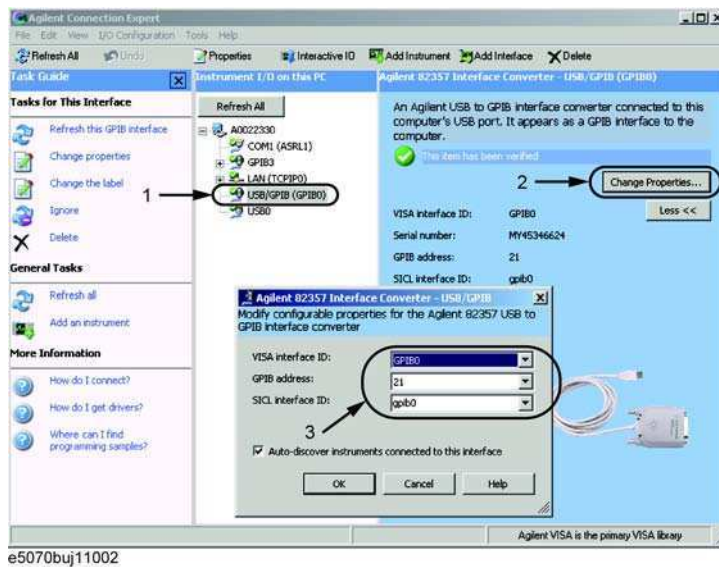 Agilent Connection Expert
File Edit View I/O Configuration Tools Help
Refresh All Undo Properties Interactive IO Add Instrument Add Interface Delete
Task Guide
Instrument I/O on this PC
Agilent 82357 Interface Converter - USB/GPIB (GPIB0)
Tasks for This Interface
Refresh this GPIB interface
Change properties
Change the label
Ignore
Delete
General Tasks
Refresh all
Add an instrument
More Information
How do I connect?
How do I get drivers?
Where can I find
programming samples?
Refresh All
A0022330
COM1 (ASRL1)
GPIB3
LAN (TCPIP0)
USB/GPIB (GPIB0)
USB0
1
An Agilent USB to GPIB interface converter connected to this
computer's USB port. It appears as a GPIB interface to the
computer.
This item has been verified
2
Change Properties...
Less <<
VISA interface ID: GPIB0
Serial number: MY45346624
GPIB address: 21
SICL interface ID: gpib0
Agilent 82357 Interface Converter - USB/GPIB
Modify configurable properties for the Agilent 82357 USB to
GPIB interface converter
VISA interface ID: GPIB0
GPIB address: 21
SICL interface ID: gpib0
3
Auto-discover instruments connected to this interface
OK Cancel Help
Agilent VISA is the primary VISA library
e5070buj11002